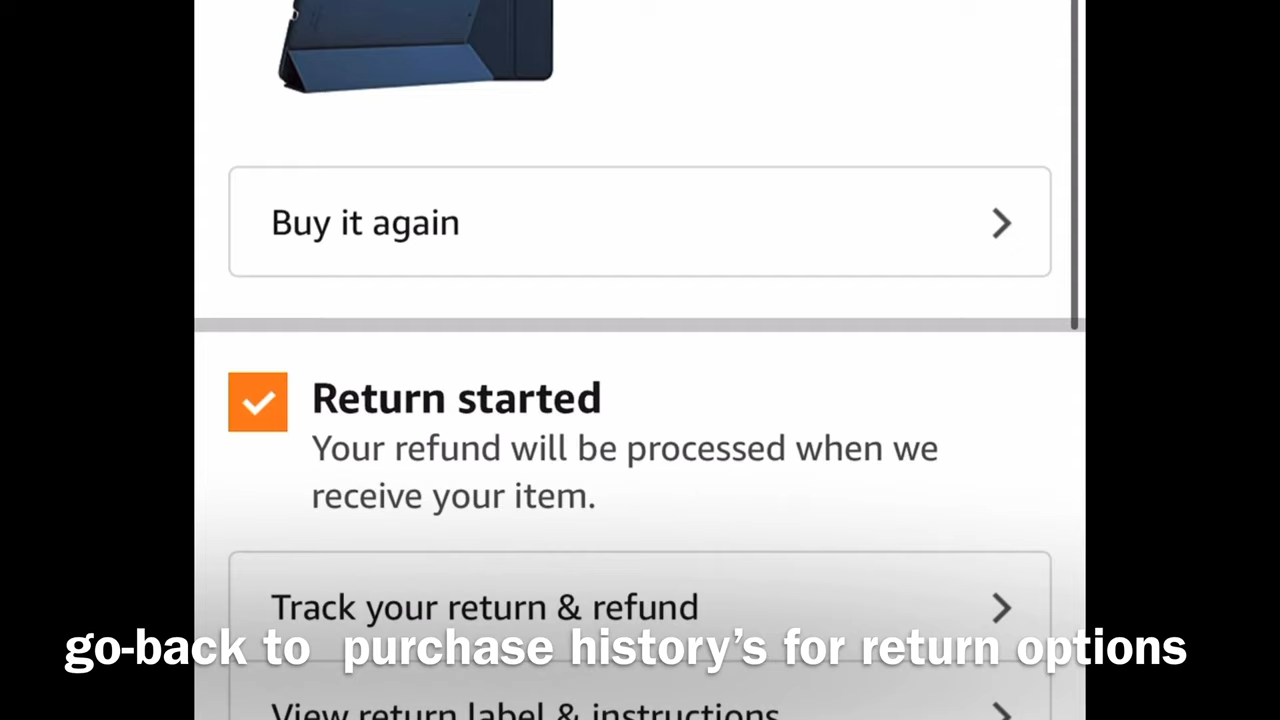 Buy it again
Return started
Your refund will be processed when we
receive your item.
Track your return & refund
go-back to purchase history’s for return options
View return label & instructions